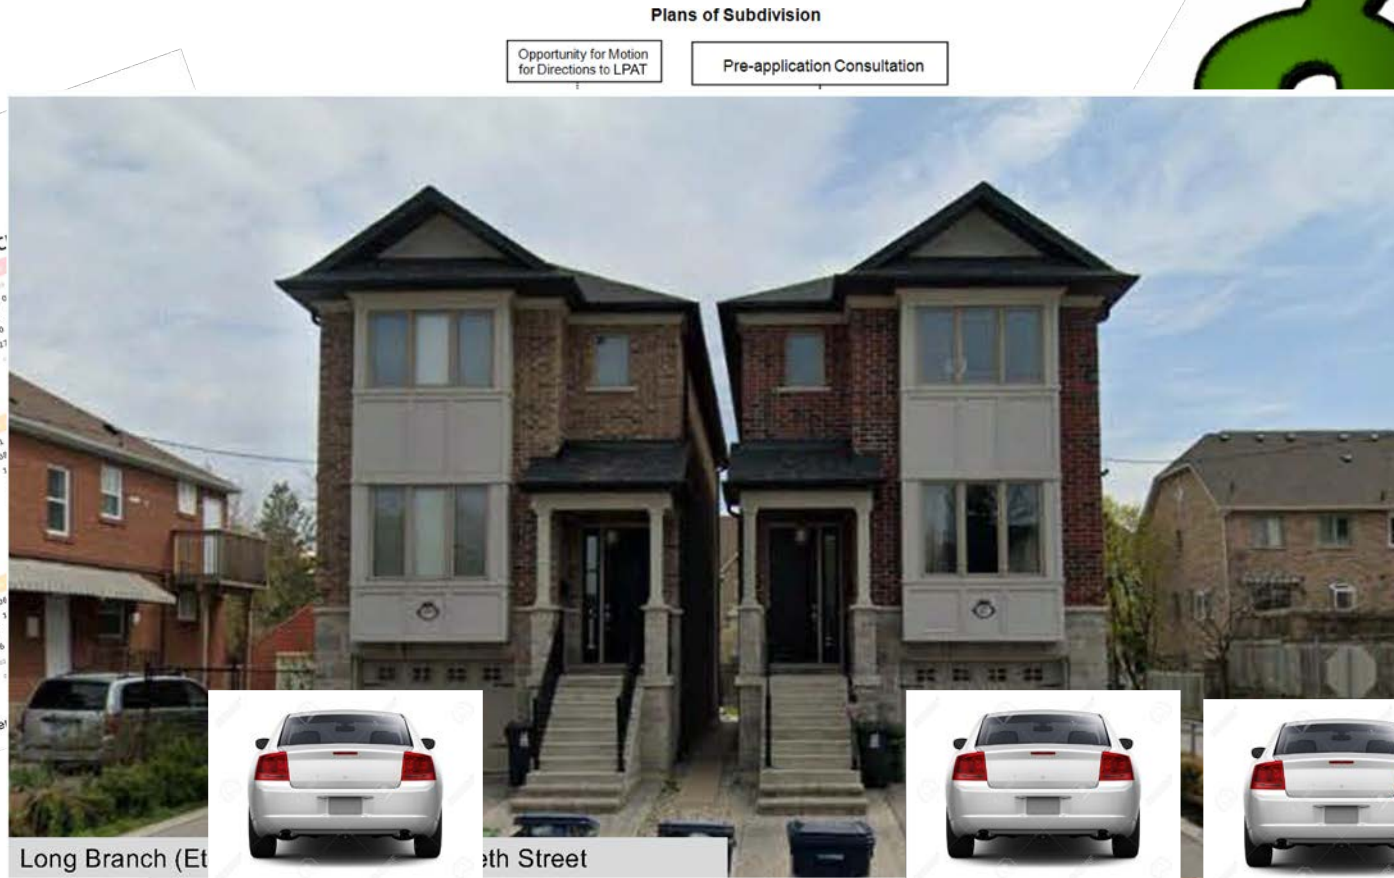 Plans of Subdivision
Opportunity for Motion
for Directions to LPAT
Pre-application Consultation
Long Branch (Et
eth Street